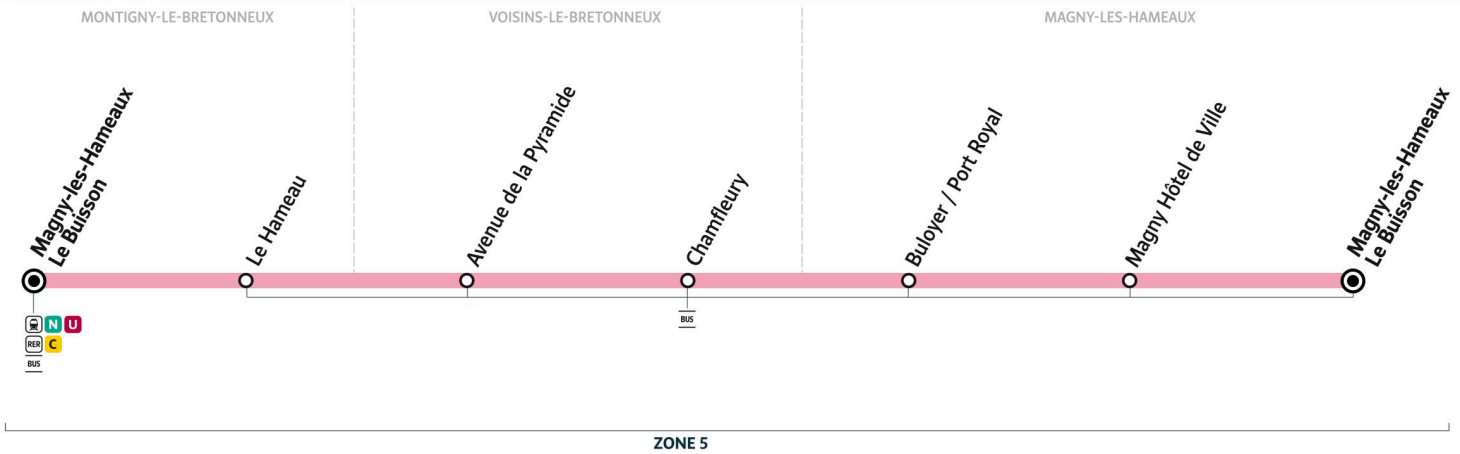 MONTIGNY-LE-BRETONNEUX
VOISINS-LE-BRETONNEUX
MAGNY-LES-HAMEAUX
Magny-les-Hameaux
Le Buisson
Le Hameau
Avenue de la Pyramide
Chamfleury
Buloyer / Port Royal
Magny Hôtel de Ville
Magny-les-Hameaux
Le Buisson
N U
RER C
BUS
BUS
ZONE 5